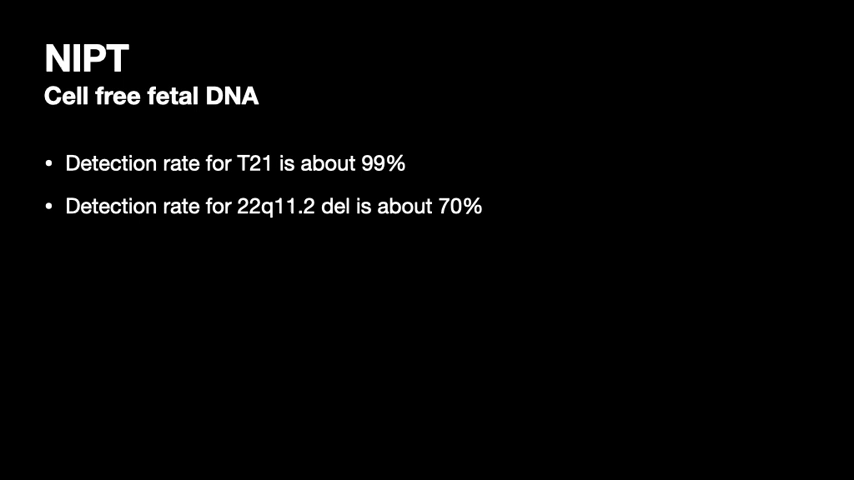 NIPT
Cell free fetal DNA
• Detection rate for T21 is about 99%
• Detection rate for 22q11.2 del is about 70%